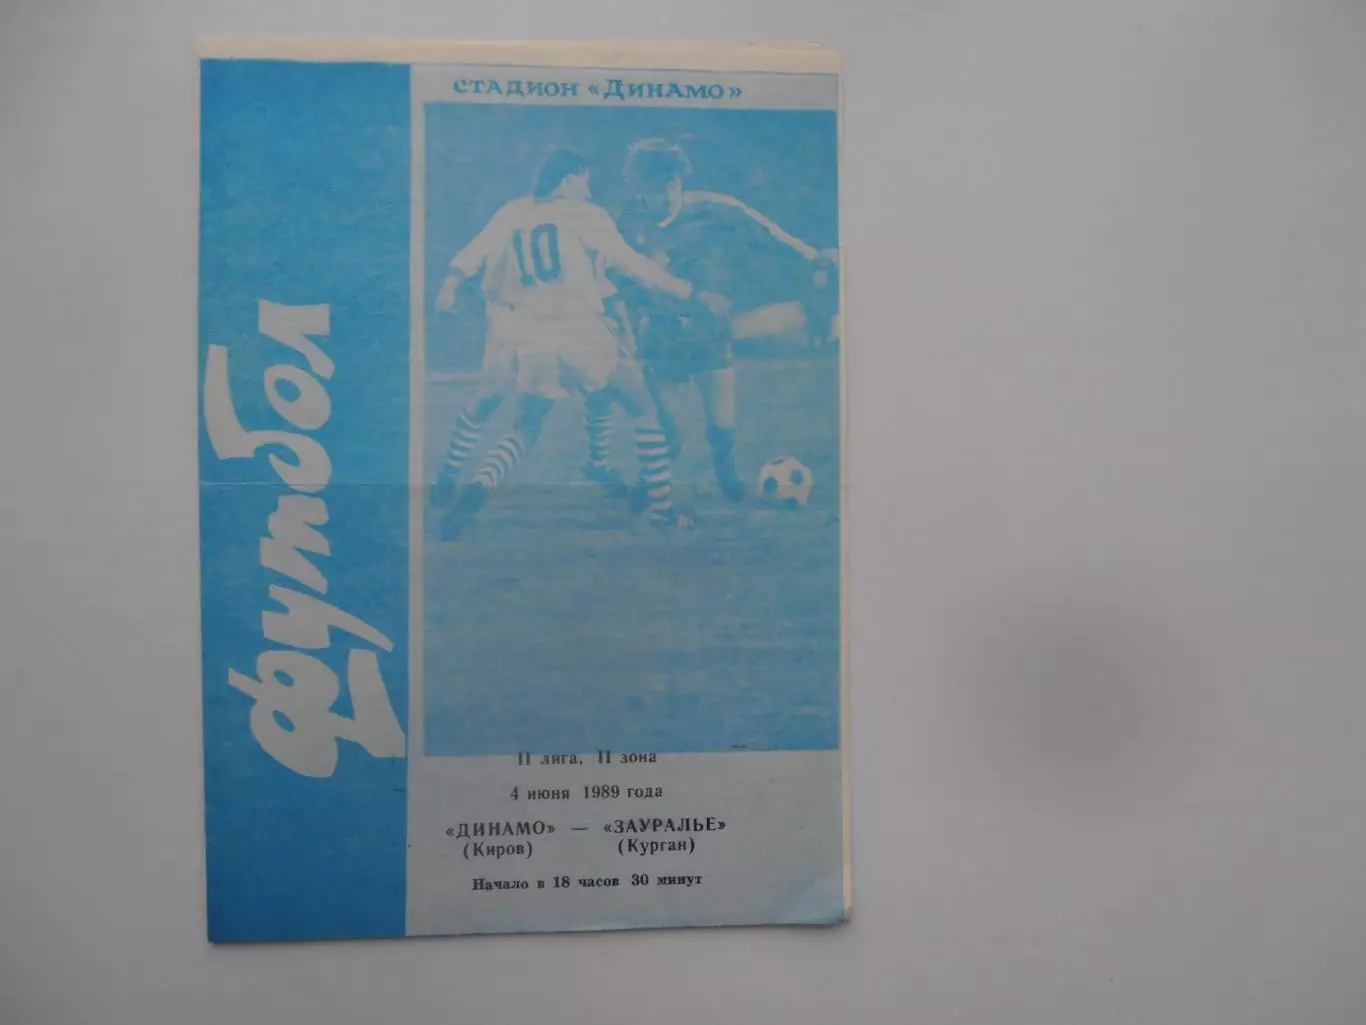 СТАДИОН «ДИНАМО»
футбол
10
II лига, II зона
4 июня 1989 года
«ДИНАМО» — «ЗАУРАЛЬЕ»
(Киров) (Курган)
Начало в 18 часов 30 минут